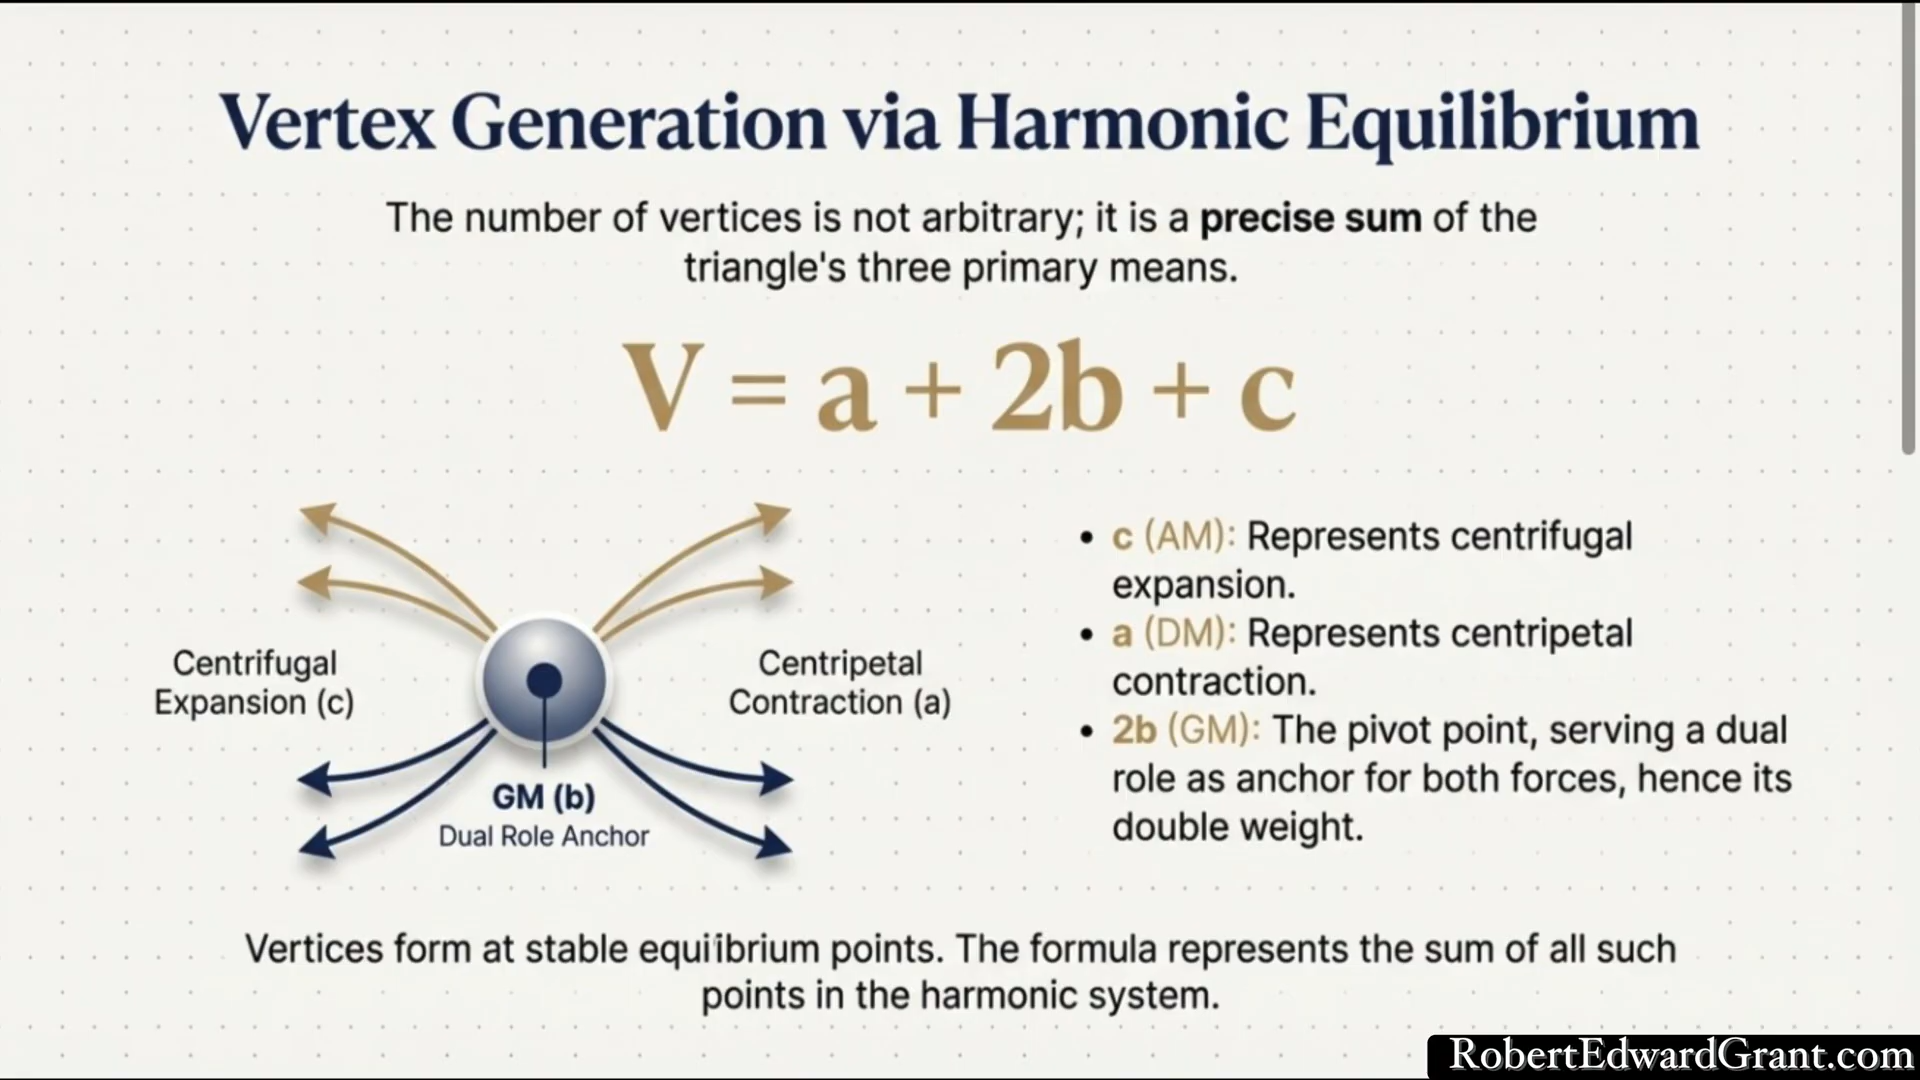 Vertex Generation via Harmonic Equilibrium
The number of vertices is not arbitrary; it is a precise sum of the
triangle's three primary means.
V = a + 2b + c
Centrifugal
Expansion (c)
Centripetal
Contraction (a)
GM (b)
Dual Role Anchor
• c (AM): Represents centrifugal
expansion.
• a (DM): Represents centripetal
contraction.
• 2b (GM): The pivot point, serving a dual
role as anchor for both forces, hence its
double weight.
Vertices form at stable equilibrium points. The formula represents the sum of all such
points in the harmonic system.
RobertEdwardGrant.com